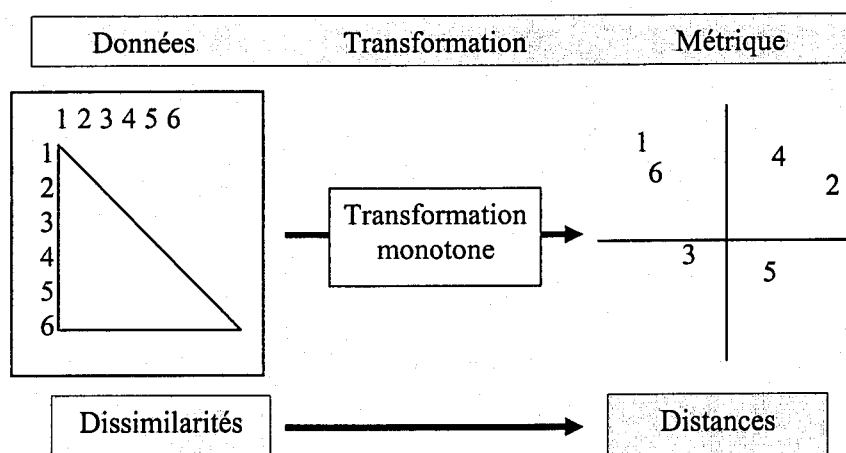 Données Transformation Métrique
1 2 3 4 5 6
1
2
3
4
5
6
Transformation
monotone
1
6
4
2
3
5
Dissimilarités Distances